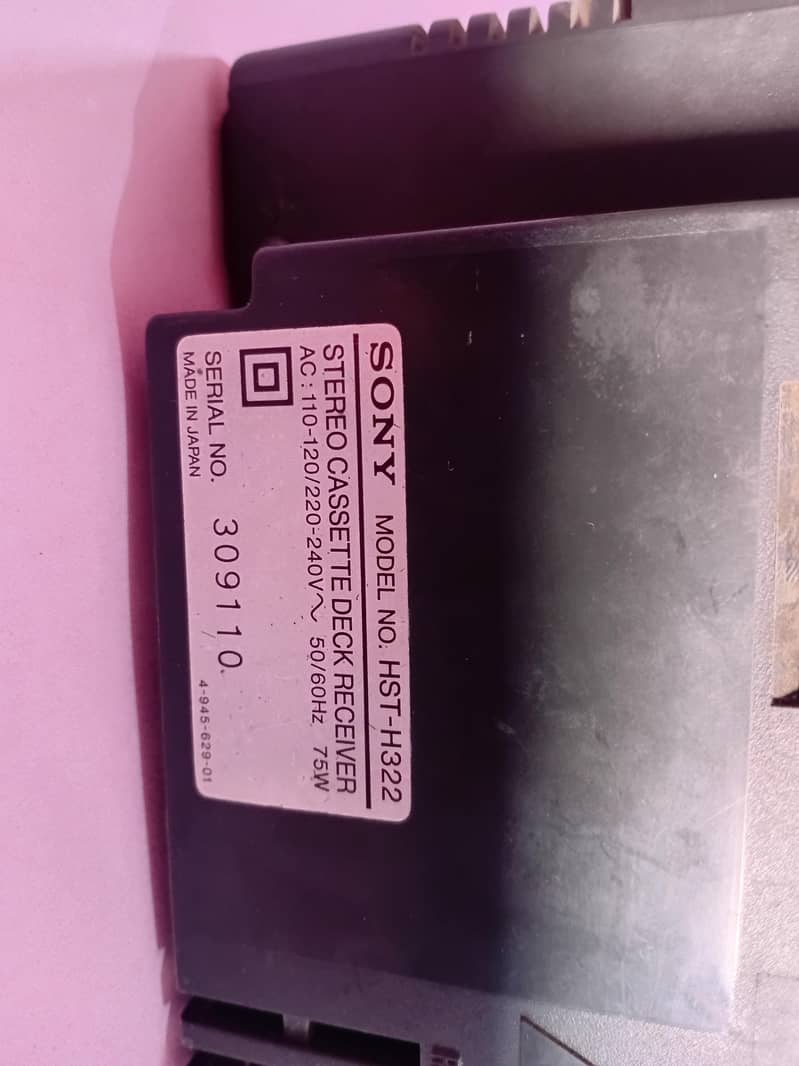 SONY MODEL NO. HST-H322
STEREO CASSETTE DECK RECEIVER
AC : 110-120/220-240V~ 50/60Hz 75W
SERIAL NO. 309110
MADE IN JAPAN
4-945-629-01